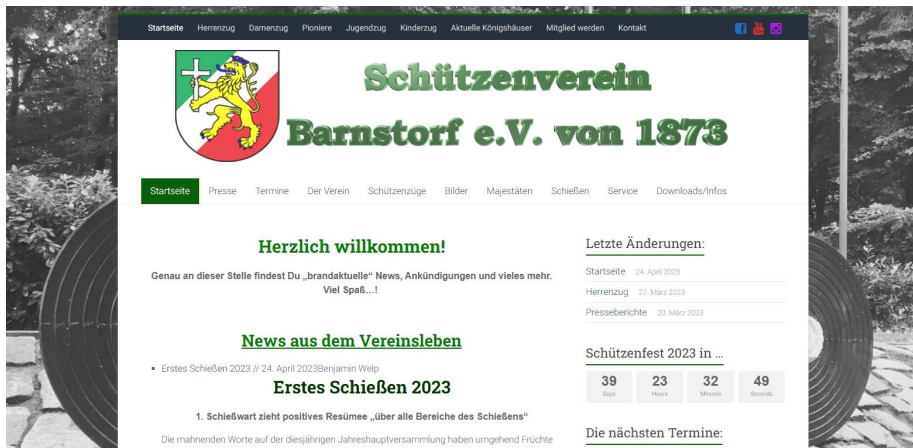 Startseite Herrenzug Damenzug Pioniere Jugendzug Kinderzug Aktuelle Königshäuser Mitglied werden Kontakt
Schützenverein
Barnstorf e.V. von 1873
Startseite Presse Termine Der Verein Schützenzüge Bilder Majestäten Schießen Service Downloads/Infos
Herzlich willkommen!
Genau an dieser Stelle findest Du „brandaktuelle“ News, Ankündigungen und vieles mehr.
Viel Spaß...!
News aus dem Vereinsleben
Erstes Schießen 2023 // 24. April 2023Benjamin Welp
Erstes Schießen 2023
1. Schießwart zieht positives Resümee „über alle Bereiche des Schießens“
Die mahnenden Worte auf der diesjährigen Jahreshauptversammlung haben umgehend Früchte
Letzte Änderungen:
Startseite 24. April 2023
Herrenzug 27. März 2023
Presseberichte 20. März 2023
Schützenfest 2023 in ...
39 23 32 49
Days Hours Minutes Seconds
Die nächsten Termine: